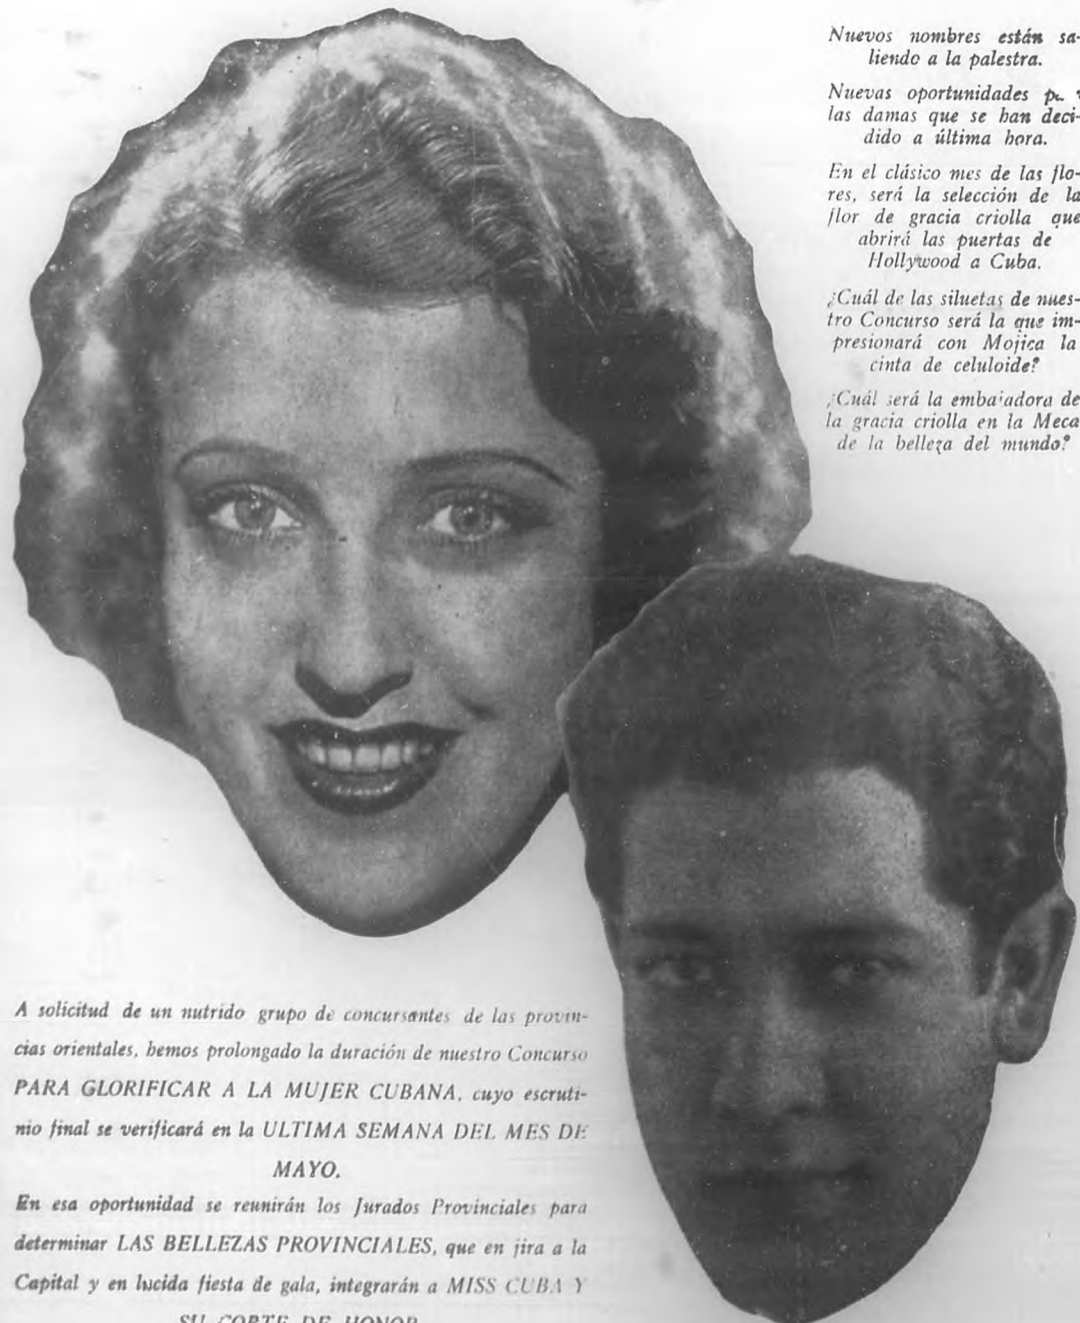 Nuevos nombres están sa-
liendo a la palestra.
Nuevas oportunidades
las damas que se han deci-
dido a última hora.
En el clásico mes de las flo-
res, será la selección de la
flor de gracia criolla que
abrirá las puertas de
Hollywood a Cuba.
¿Cuál de las siluetas de nues-
tro Concurso será la que im-
presionará con Mojica la
cinta de celuloide?
¿Cuál será la embajadora de
la gracia criolla en la Meca
de la belleza del mundo?
A solicitud de un nutrido grupo de concursantes de las provin-
cias orientales, hemos prolongado la duración de nuestro Concurso
PARA GLORIFICAR A LA MUJER CUBANA, cuyo escruti-
nio final se verificará en la ULTIMA SEMANA DEL MES DE
MAYO.
En esa oportunidad se reunirán los Jurados Provinciales para
determinar LAS BELLEZAS PROVINCIALES, que en jira a la
Capital y en lucida fiesta de gala, integrarán a MISS CUBA Y
SU CORTE DE HONOR